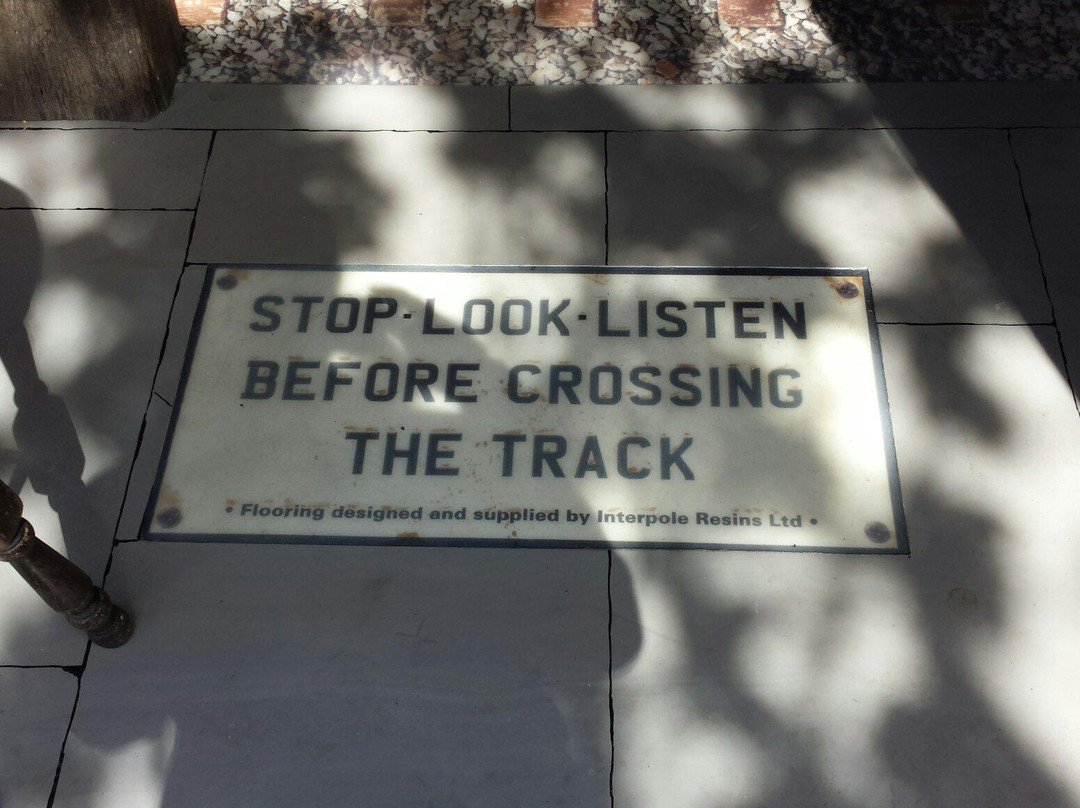 STOP·LOOK·LISTEN
BEFORE CROSSING
THE TRACK
• Flooring designed and supplied by Interpole Resins Ltd •